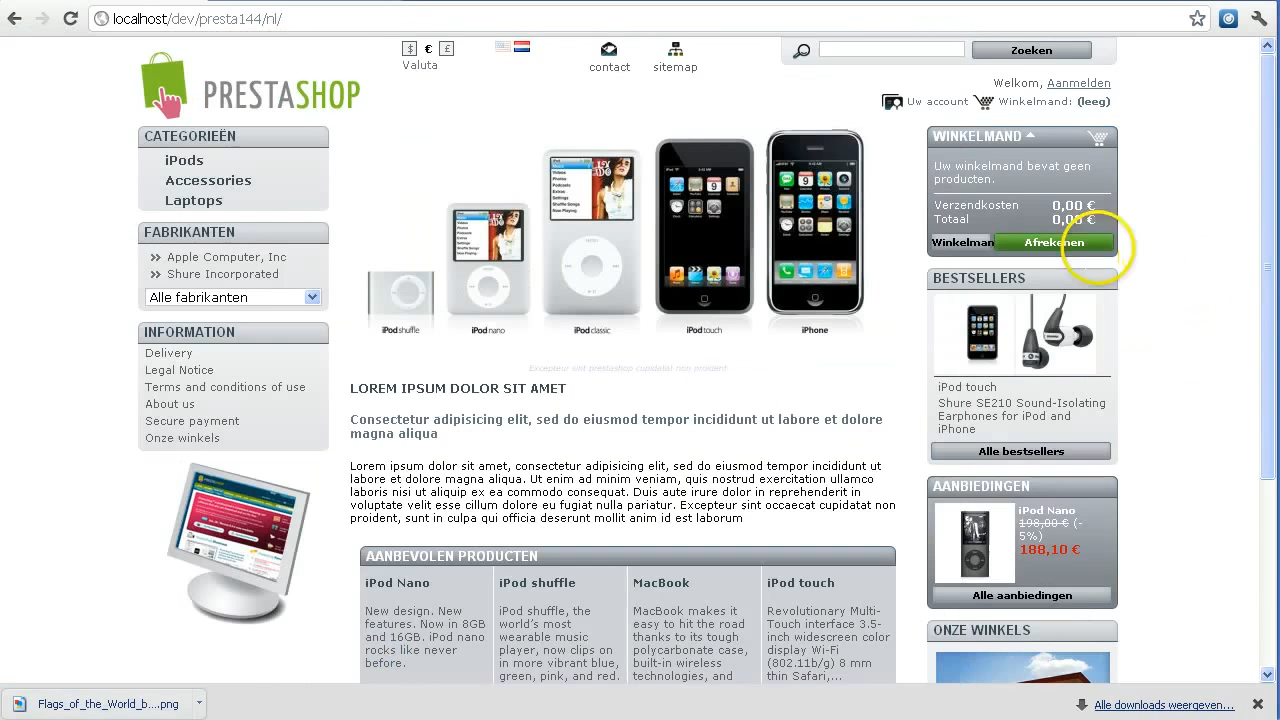 localhost/dev/presta144/nl/
$ € £
Valuta
contact
sitemap
Zoeken
PRESTASHOP
Welkom, Aanmelden
Uw account Winkelmand: (leeg)
CATEGORIEËN
iPods
Accessories
Laptops
FABRIKANTEN
Apple Computer, Inc
Shure Incorporated
Alle fabrikanten
INFORMATION
Delivery
Legal Notice
Terms and conditions of use
About us
Secure payment
Onze winkels
iPod shuffle
iPod nano
iPod classic
iPod touch
iPhone
Excepteur sint prestashop cupidatat non proident
LOREM IPSUM DOLOR SIT AMET
Consectetur adipisicing elit, sed do eiusmod tempor incididunt ut labore et dolore
magna aliqua
Lorem ipsum dolor sit amet, consectetur adipisicing elit, sed do eiusmod tempor incididunt ut
labore et dolore magna aliqua. Ut enim ad minim veniam, quis nostrud exercitation ullamco
laboris nisi ut aliquip ex ea commodo consequat. Duis aute irure dolor in reprehenderit in
voluptate velit esse cillum dolore eu fugiat nulla pariatur. Excepteur sint occaecat cupidatat non
proident, sunt in culpa qui officia deserunt mollit anim id est laborum
AANBEVOLEN PRODUCTEN
iPod Nano
New design. New
features. Now in 8GB
and 16GB. iPod nano
rocks like never
before.
iPod shuffle
iPod shuffle, the
world's most
wearable music
player, now clips on
in more vibrant blue,
green, pink, and red.
MacBook
MacBook makes it
easy to hit the road
thanks to its tough
polycarbonate case,
built-in wireless
technologies, and
iPod touch
Revolutionary Multi-
Touch interface 3.5-
inch widescreen color
display Wi-Fi
(802.11b/g) 8 mm
thin Safari,...
WINKELMAND
Uw winkelmand bevat geen
producten.
Verzendkosten 0,00 €
Totaal 0,00 €
Winkelman Afrekenen
BESTSELLERS
iPod touch
Shure SE210 Sound-Isolating
Earphones for iPod and
iPhone
Alle bestsellers
AANBIEDINGEN
iPod Nano
198,00 € (-
5%)
188,10 €
Alle aanbiedingen
ONZE WINKELS
Flags_of_the_World_b....png
Alle downloads weergeven...